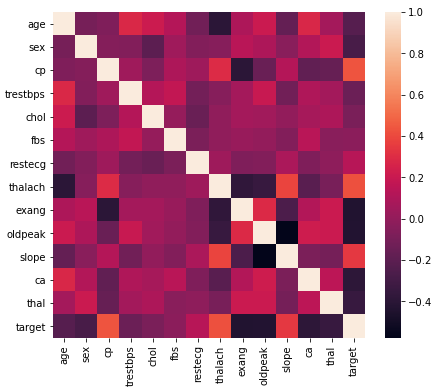 age
sex
cp
trestbps
chol
fbs
restecg
thalach
exang
oldpeak
slope
ca
thal
target
age
sex
cp
trestbps
chol
fbs
restecg
thalach
exang
oldpeak
slope
ca
thal
target
1.0
0.8
0.6
0.4
0.2
0.0
−0.2
−0.4